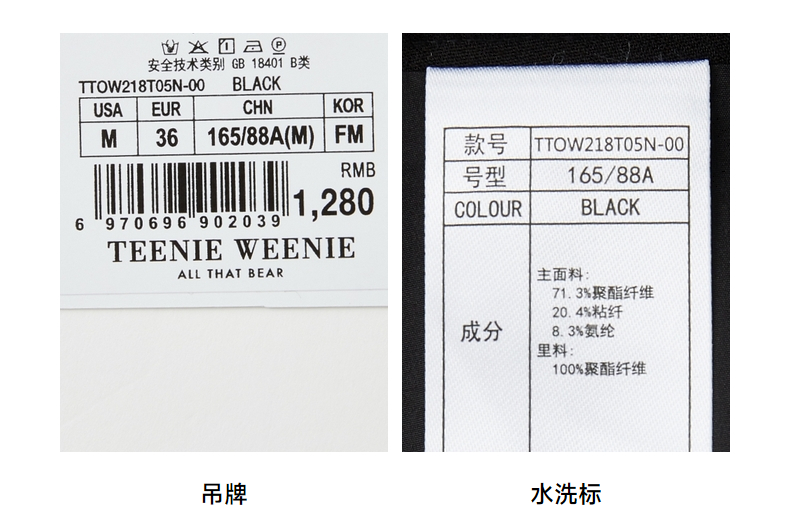 安全技术类别 GB 18401 B类
TTOW218T05N-00 BLACK
USA EUR CHN KOR
M 36 165/88A(M) FM
RMB
1,280
6 970696 902039
TEENIE WEENIE
ALL THAT BEAR
吊牌
款号 TTOW218T05N-00
号型 165/88A
COLOUR BLACK
成分
主面料:
71.3%聚酯纤维
20.4%粘纤
8.3%氨纶
里料:
100%聚酯纤维
水洗标